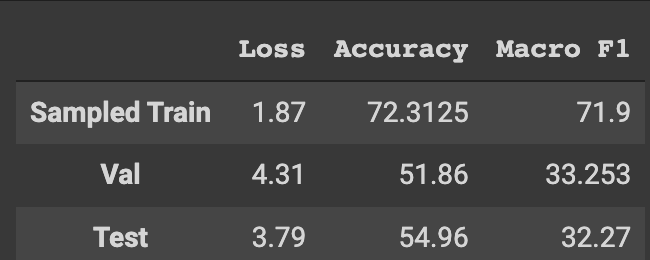 Loss Accuracy Macro F1
Sampled Train 1.87 72.3125 71.9
Val 4.31 51.86 33.253
Test 3.79 54.96 32.27